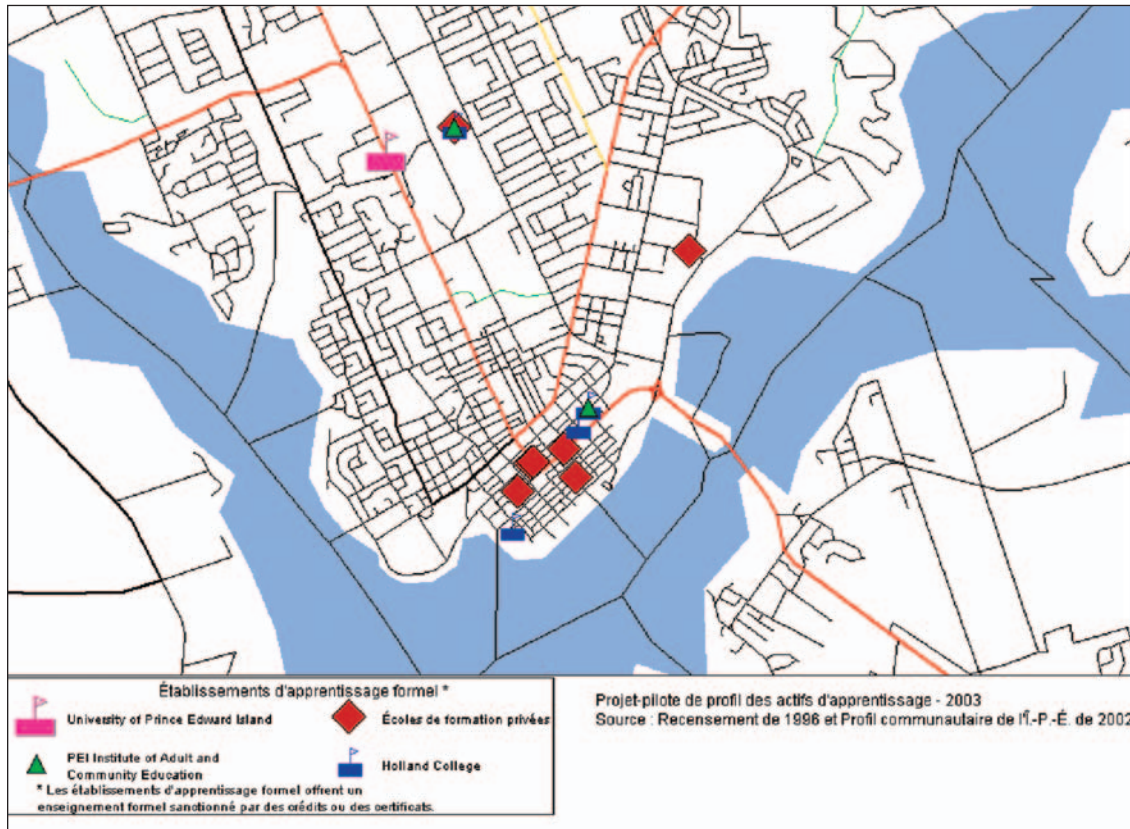 Établissements d'apprentissage formel *
University of Prince Edward Island
Écoles de formation privées
PEI Institute of Adult and
Community Education
Holland College
* Les établissements d'apprentissage formel offrent un
enseignement formel sanctionné par des crédits ou des certificats.
Projet-pilote de profil des actifs d'apprentissage - 2003
Source : Recensement de 1996 et Profil communautaire de l'Î.-P.-É. de 2002